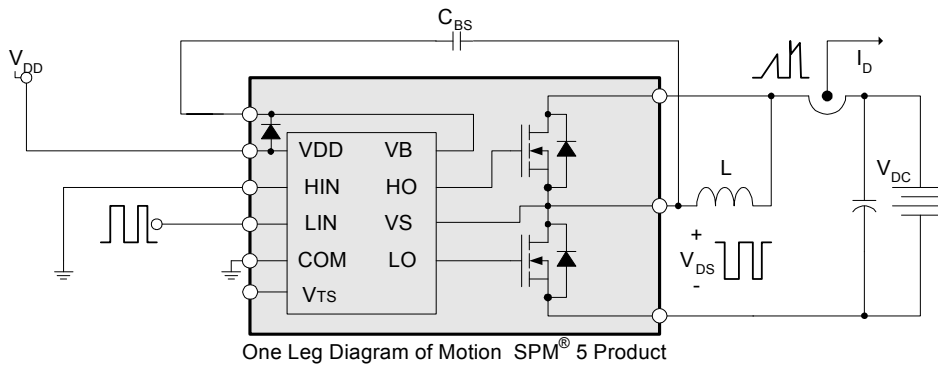 C_BS
V_DD
I_D
VDD VB
HIN HO
LIN VS
COM LO
V_TS
L
V_DC
+
V_DS
-
One Leg Diagram of Motion SPM® 5 Product